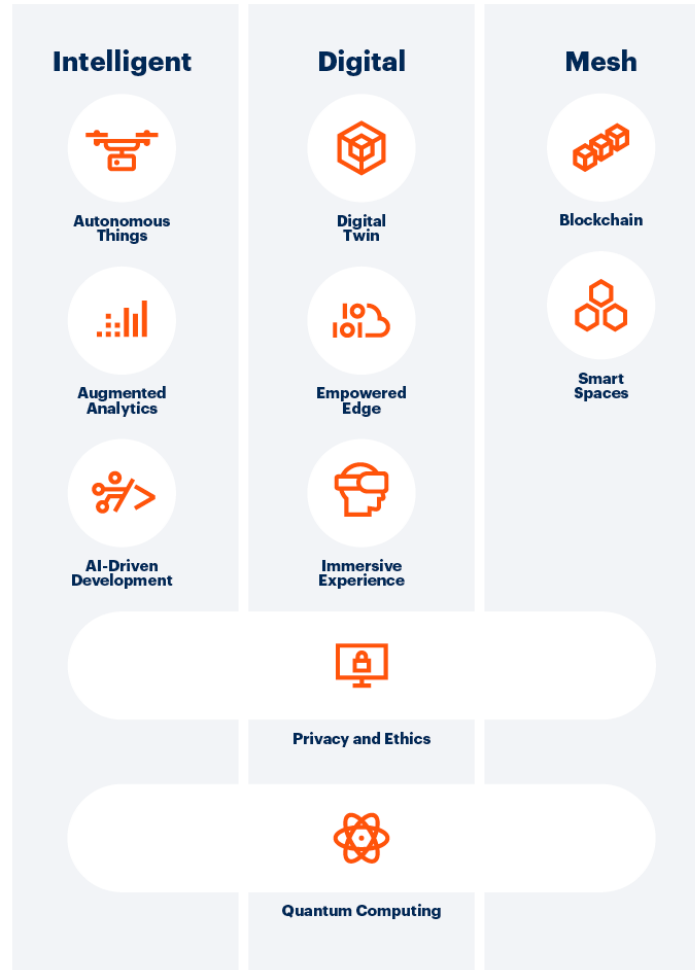 Intelligent
Digital
Mesh
Autonomous
Things
Digital
Twin
Blockchain
Augmented
Analytics
Empowered
Edge
Smart
Spaces
AI-Driven
Development
Immersive
Experience
Privacy and Ethics
Quantum Computing